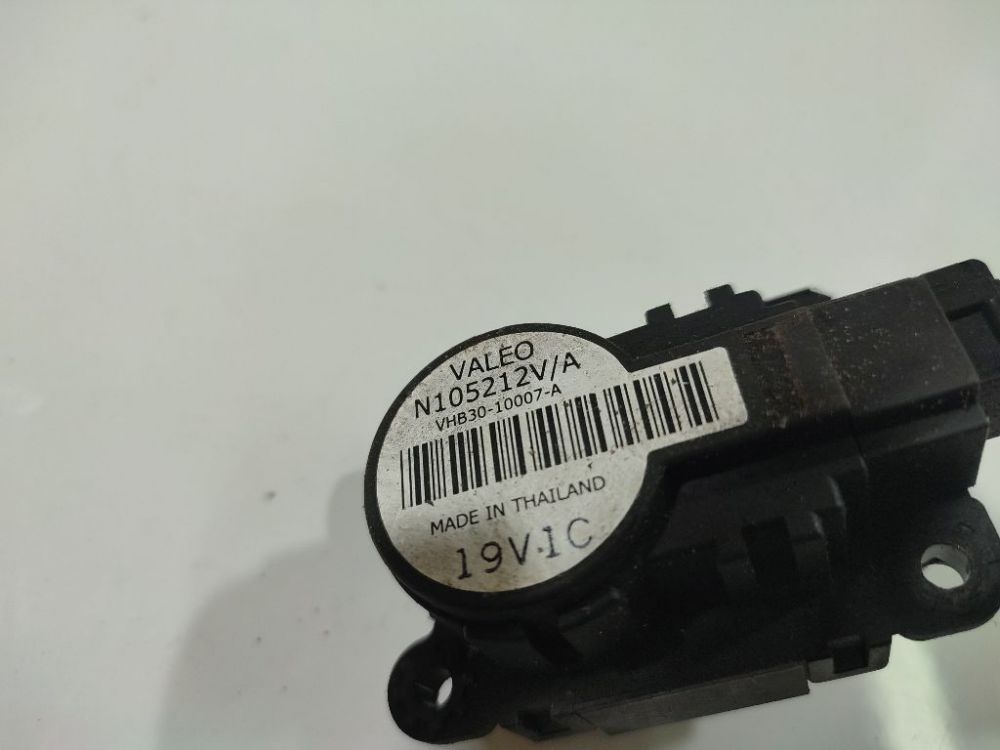 VALEO
N105212V/A
VHB30-10007-A
MADE IN THAILAND
19V.1C